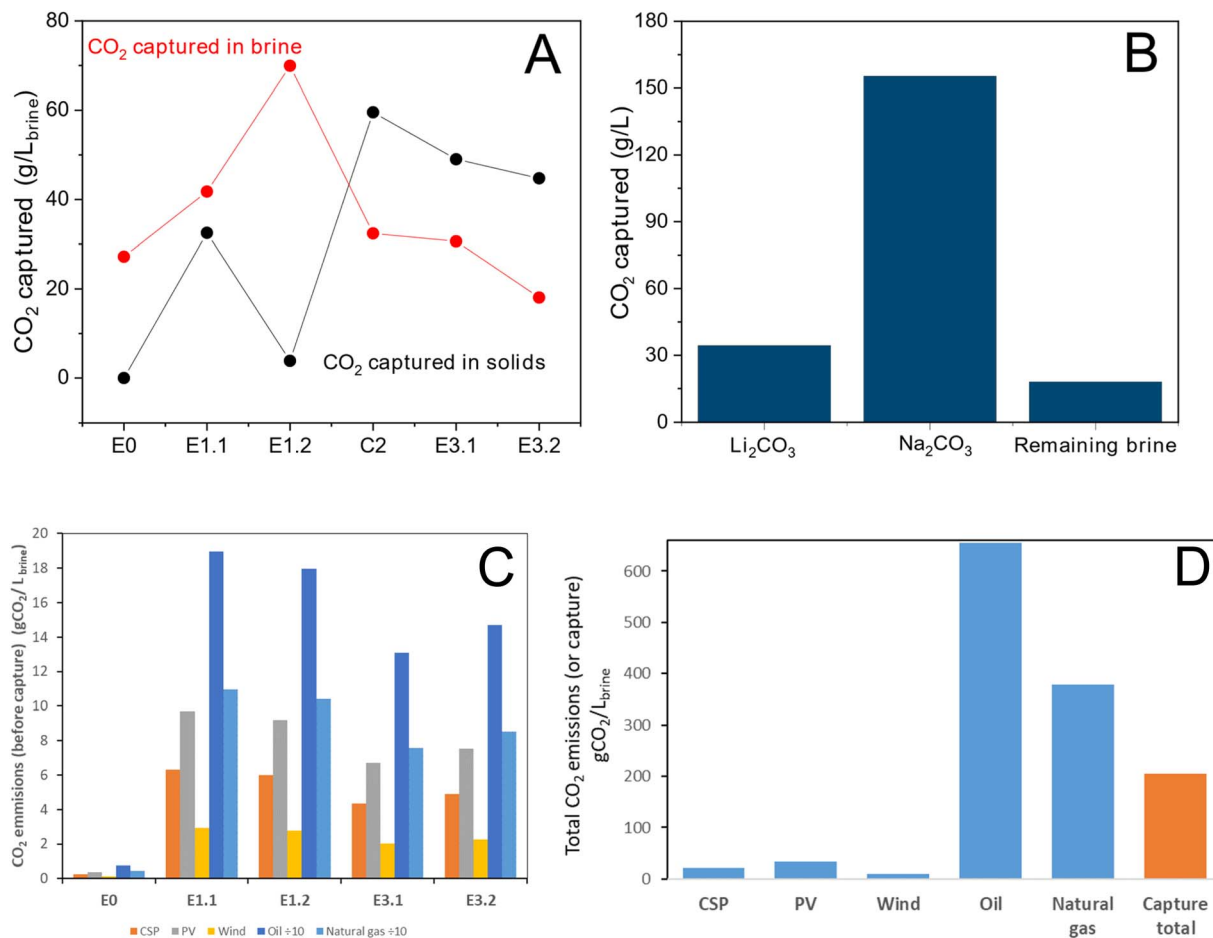 A
CO₂ captured in brine
CO₂ captured in solids
CO₂ captured (g/L_brine)
80
60
40
20
0
E0 E1.1 E1.2 C2 E3.1 E3.2
B
CO₂ captured (g/L)
180
150
120
90
60
30
0
Li₂CO₃ Na₂CO₃ Remaining brine
C
CO₂ emmisions (before capture) (gCO₂/ L_brine)
20
18
16
14
12
10
8
6
4
2
0
E0 E1.1 E1.2 E3.1 E3.2
CSP PV Wind Oil ÷10 Natural gas ÷10
D
Total CO₂ emissions (or capture)
gCO₂/L_brine
600
500
400
300
200
100
0
CSP PV Wind Oil Natural Capture
gas total